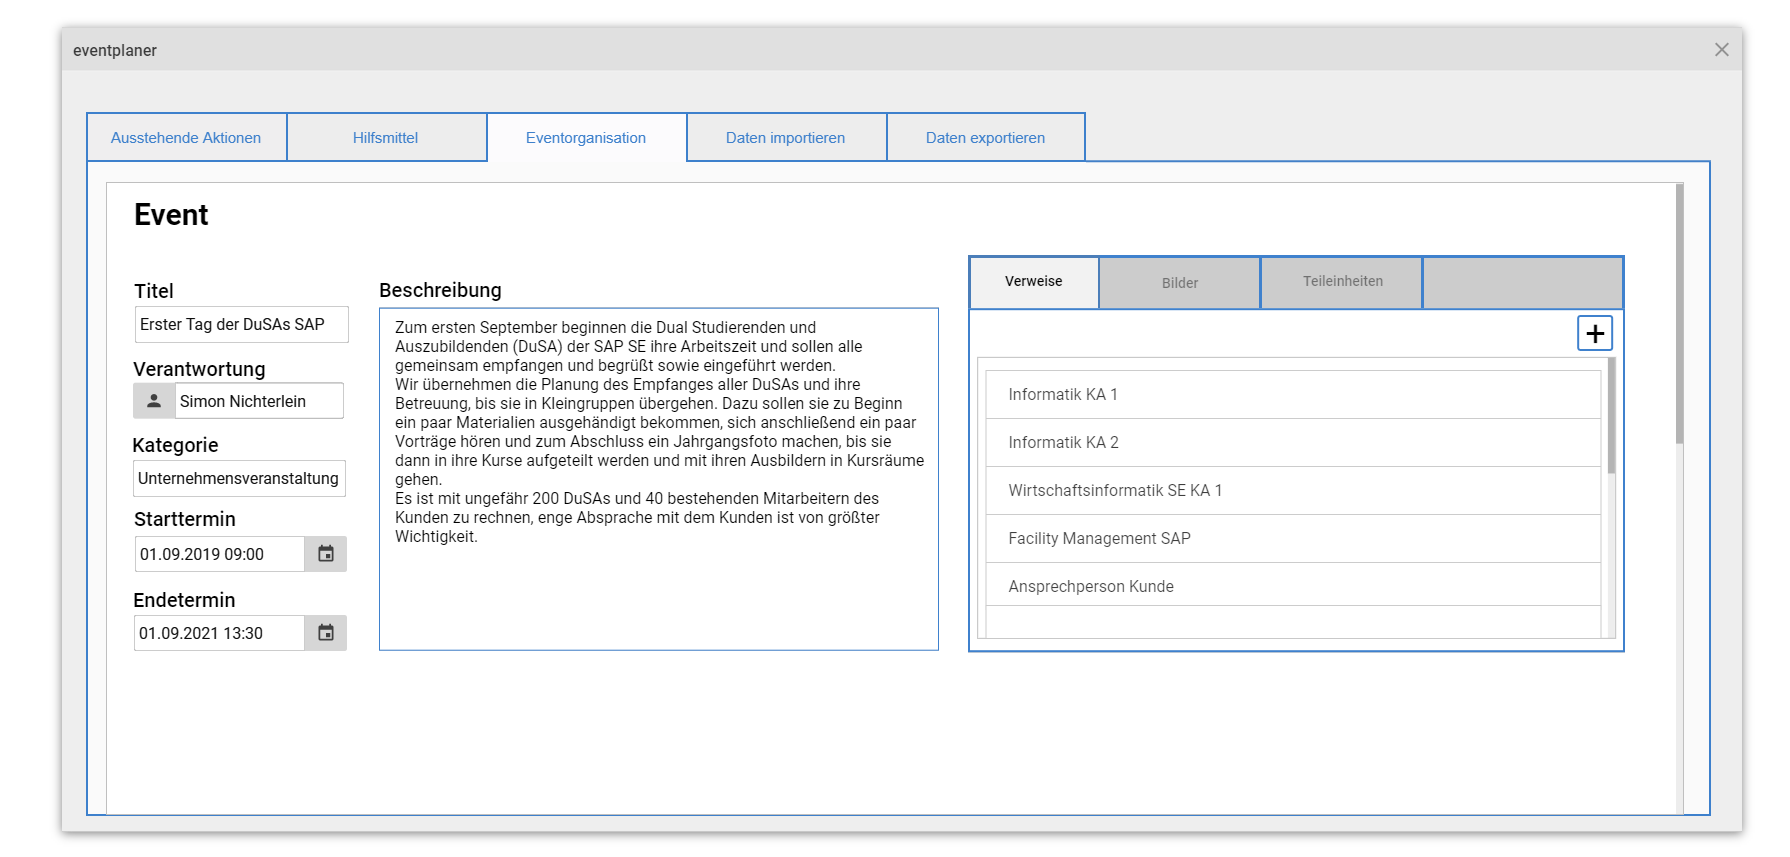 eventplaner
Ausstehende Aktionen
Hilfsmittel
Eventorganisation
Daten importieren
Daten exportieren
Event
Titel
Erster Tag der DuSAs SAP
Verantwortung
Simon Nichterlein
Kategorie
Unternehmensveranstaltung
Starttermin
01.09.2019 09:00
Endetermin
01.09.2021 13:30
Beschreibung
Zum ersten September beginnen die Dual Studierenden und
Auszubildenden (DuSA) der SAP SE ihre Arbeitszeit und sollen alle
gemeinsam empfangen und begrüßt sowie eingeführt werden.
Wir übernehmen die Planung des Empfanges aller DuSAs und ihre
Betreuung, bis sie in Kleingruppen übergehen. Dazu sollen sie zu Beginn
ein paar Materialien ausgehändigt bekommen, sich anschließend ein paar
Vorträge hören und zum Abschluss ein Jahrgangsfoto machen, bis sie
dann in ihre Kurse aufgeteilt werden und mit ihren Ausbildern in Kursräume
gehen.
Es ist mit ungefähr 200 DuSAs und 40 bestehenden Mitarbeitern des
Kunden zu rechnen, enge Absprache mit dem Kunden ist von größter
Wichtigkeit.
Verweise
Bilder
Teileinheiten
Informatik KA 1
Informatik KA 2
Wirtschaftsinformatik SE KA 1
Facility Management SAP
Ansprechperson Kunde